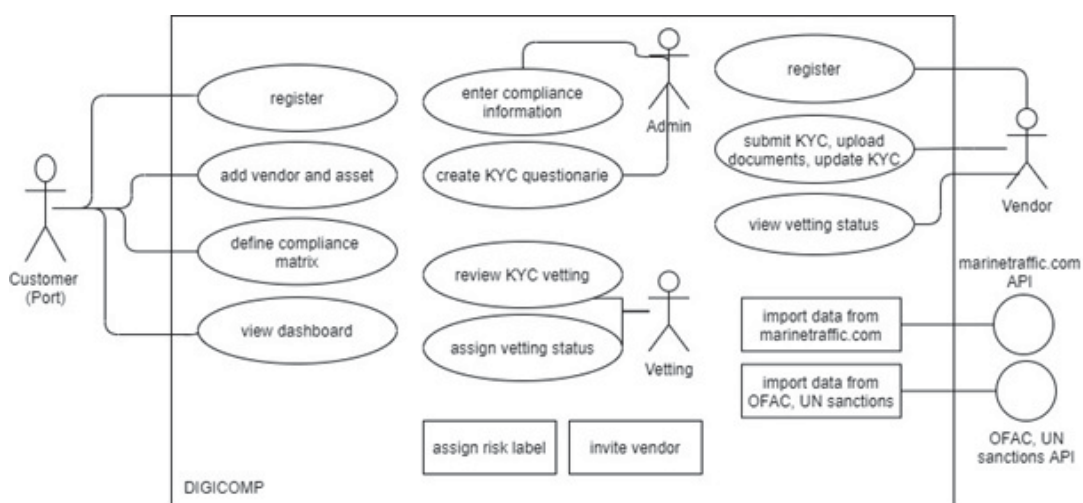 register
add vendor and asset
define compliance
matrix
view dashboard
Customer
(Port)
enter compliance
information
create KYC questionarie
Admin
review KYC vetting
assign vetting status
Vetting
assign risk label
invite vendor
register
submit KYC, upload
documents, update KYC
view vetting status
Vendor
marinetraffic.com
API
import data from
marinetraffic.com
import data from
OFAC, UN sanctions
OFAC, UN
sanctions API
DIGICOMP